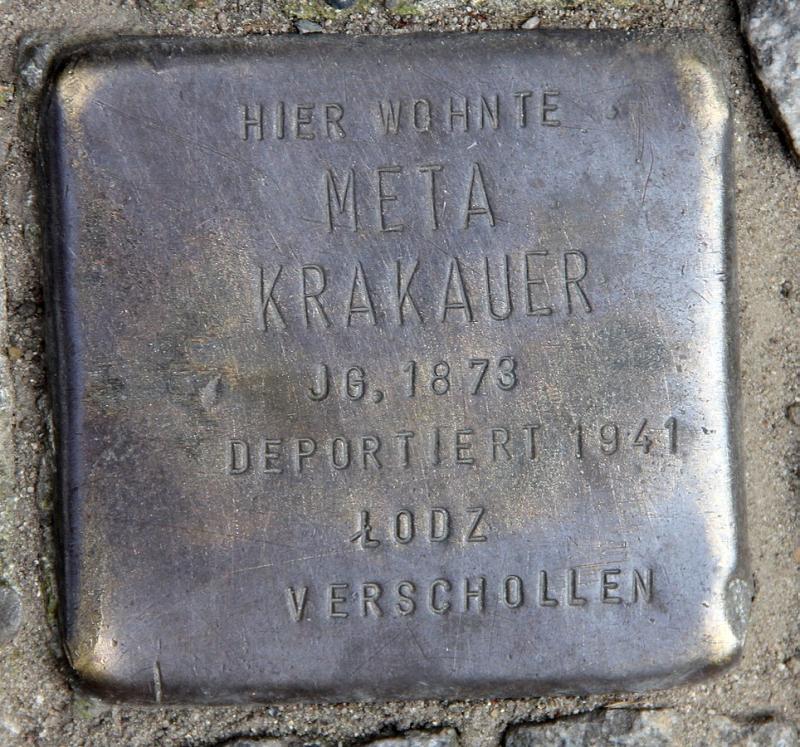 HIER WOHNTE
META
KRAKAUER
JG. 1873
DEPORTIERT 1941
ŁODZ
VERSCHOLLEN